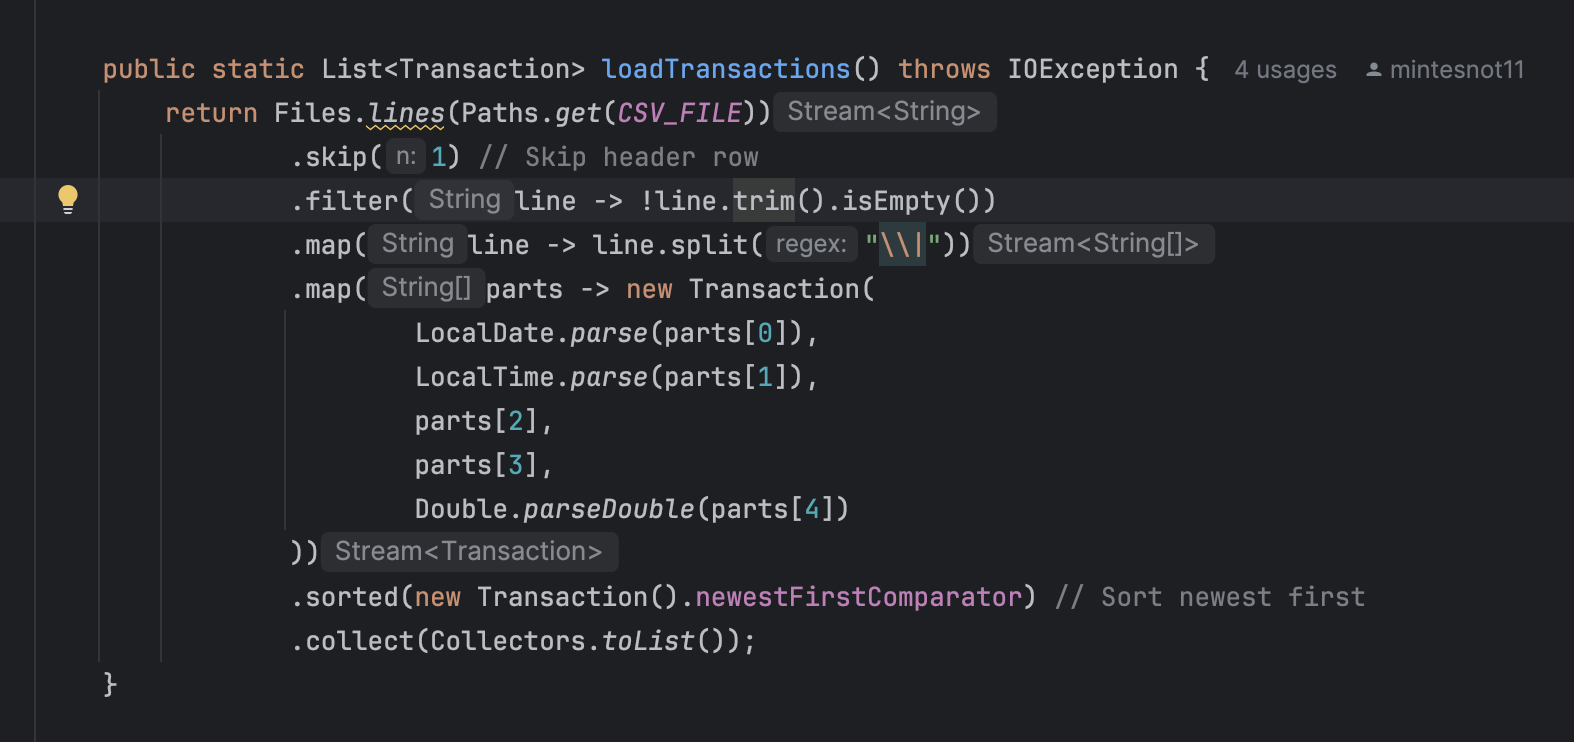 public static List<Transaction> loadTransactions() throws IOException { 4 usages mintesnot11
return Files.lines(Paths.get(CSV_FILE)) Stream<String>
.skip( n: 1) // Skip header row
.filter( String line -> !line.trim().isEmpty())
.map( String line -> line.split( regex: "\\|")) Stream<String[]>
.map( String[] parts -> new Transaction(
LocalDate.parse(parts[0]),
LocalTime.parse(parts[1]),
parts[2],
parts[3],
Double.parseDouble(parts[4])
)) Stream<Transaction>
.sorted(new Transaction().newestFirstComparator) // Sort newest first
.collect(Collectors.toList());
}